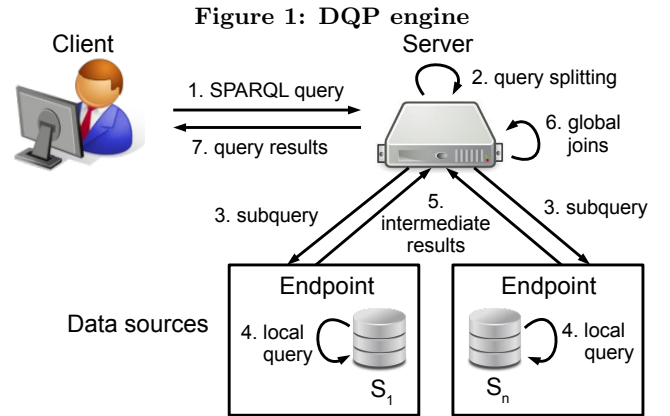 Figure 1: DQP engine
Client
Server
1. SPARQL query
2. query splitting
7. query results
6. global
joins
3. subquery
5.
intermediate
results
3. subquery
Endpoint
Endpoint
Data sources
4. local
query
4. local
query
S1
Sn